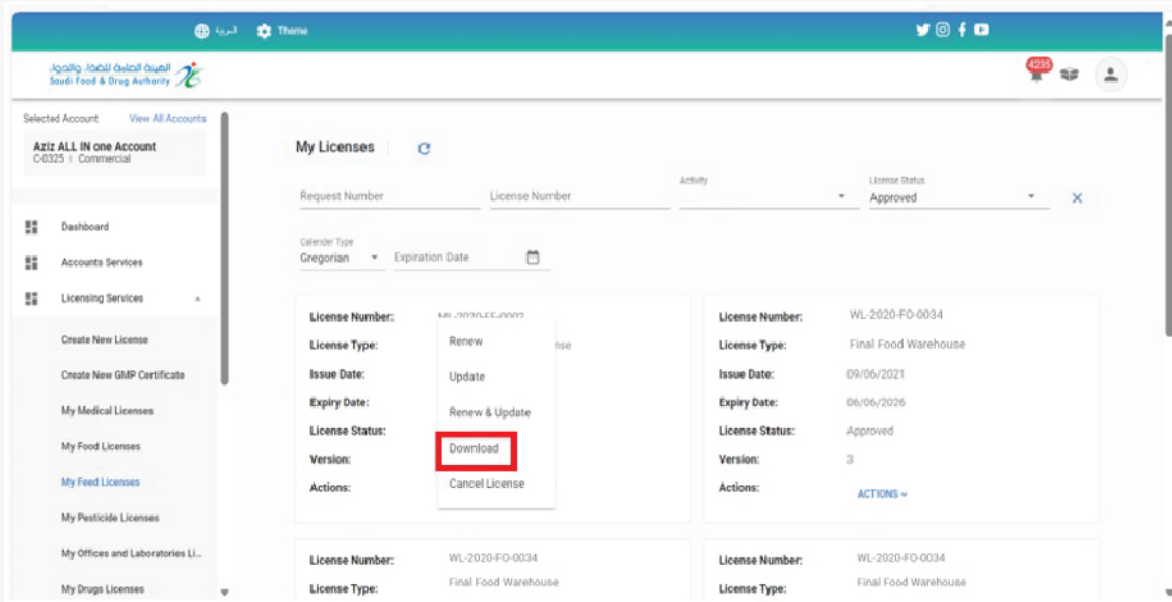 العربية Theme
4235
الهيئة العامة للغذاء والدواء
Saudi Food & Drug Authority
Selected Account View All Accounts
Aziz ALL IN one Account
C-0325 | Commercial
Dashboard
Accounts Services
Licensing Services
Create New License
Create New GMP Certificate
My Medical Licenses
My Food Licenses
My Feed Licenses
My Pesticide Licenses
My Offices and Laboratories Li...
My Drugs Licenses
My Licenses
Request Number License Number Activity License Status Approved
Calender Type
Gregorian Expiration Date
License Number: ML-2020-FF-0002
License Type: nse
Issue Date:
Expiry Date:
License Status:
Version:
Actions:
Renew
Update
Renew & Update
Download
Cancel License
License Number: WL-2020-FO-0034
License Type: Final Food Warehouse
Issue Date: 09/06/2021
Expiry Date: 06/06/2026
License Status: Approved
Version: 3
Actions: ACTIONS
License Number: WL-2020-FO-0034
License Type: Final Food Warehouse
License Number: WL-2020-FO-0034
License Type: Final Food Warehouse